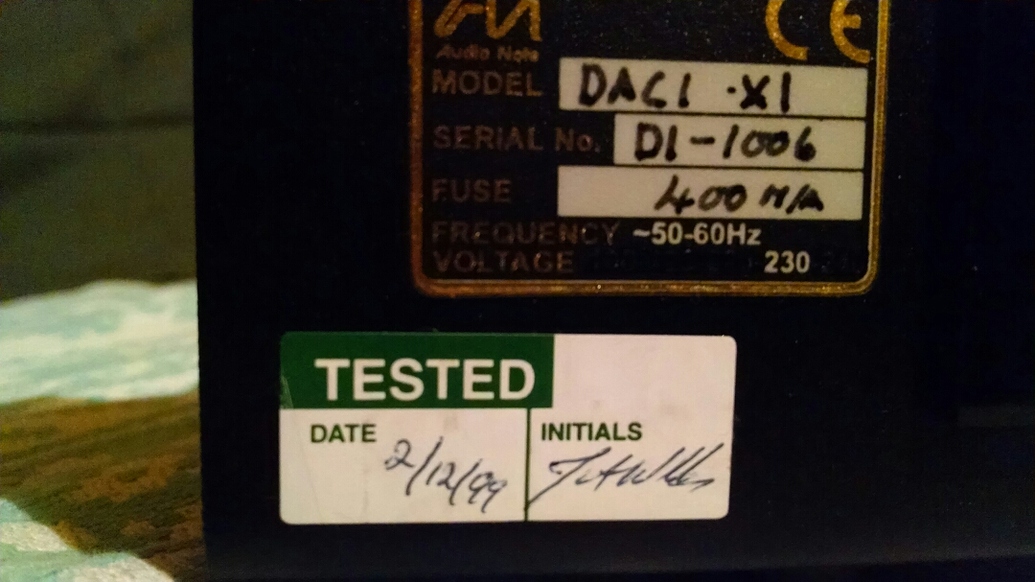 Audio Note
CE
MODEL DAC1 ·X1
SERIAL No. D1-1006
FUSE 400 M/a
FREQUENCY ~50-60Hz
VOLTAGE 230
TESTED
DATE 2/12/99
INITIALS